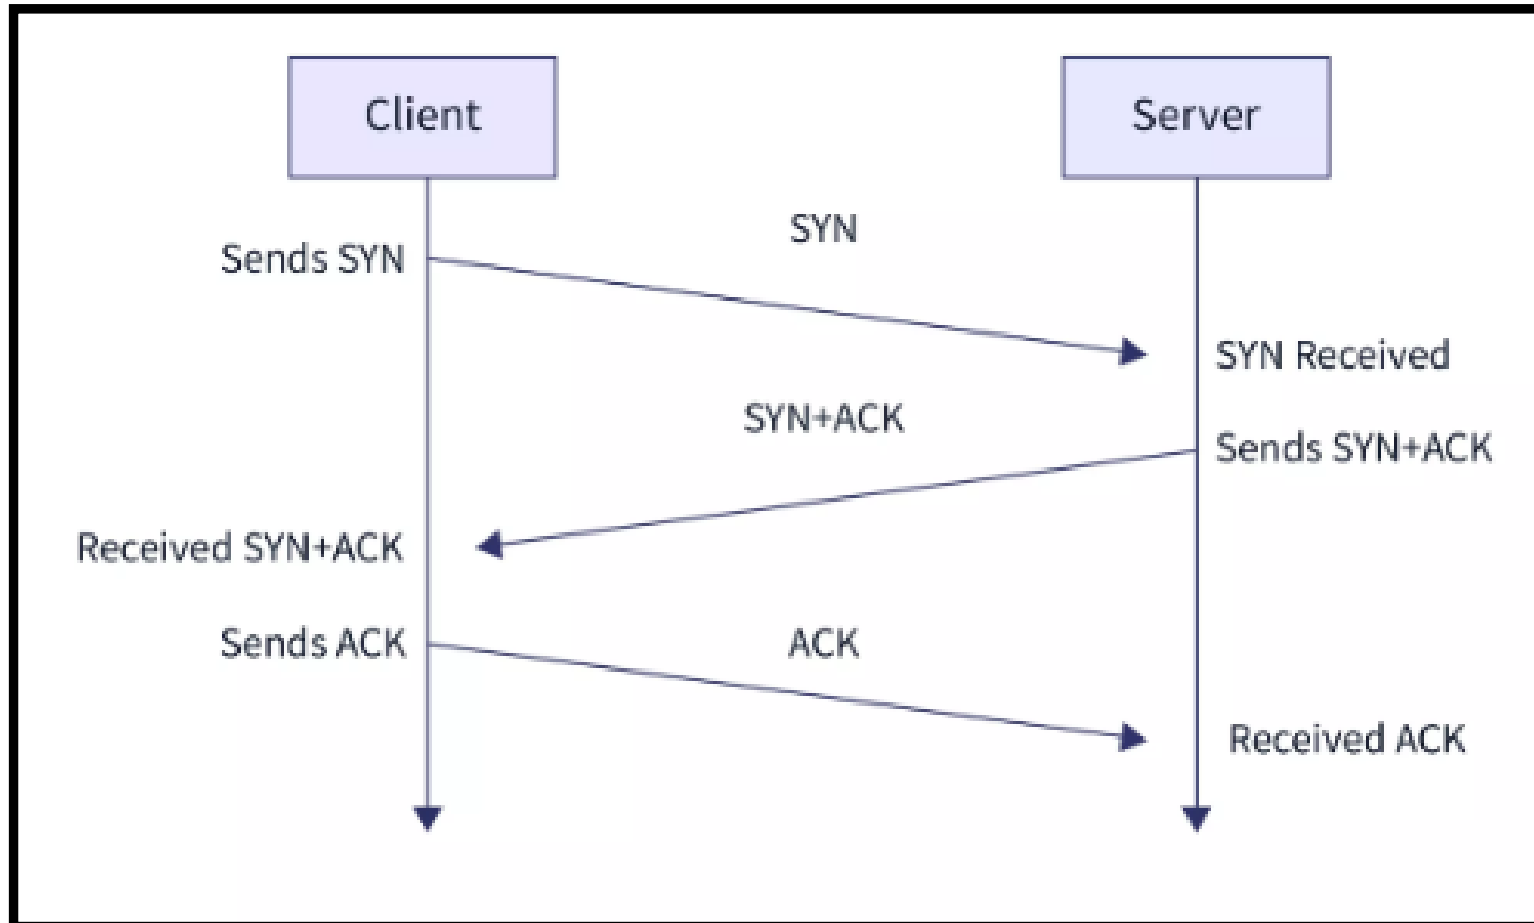 Client
Server
SYN
Sends SYN
SYN Received
SYN+ACK
Sends SYN+ACK
Received SYN+ACK
Sends ACK
ACK
Received ACK